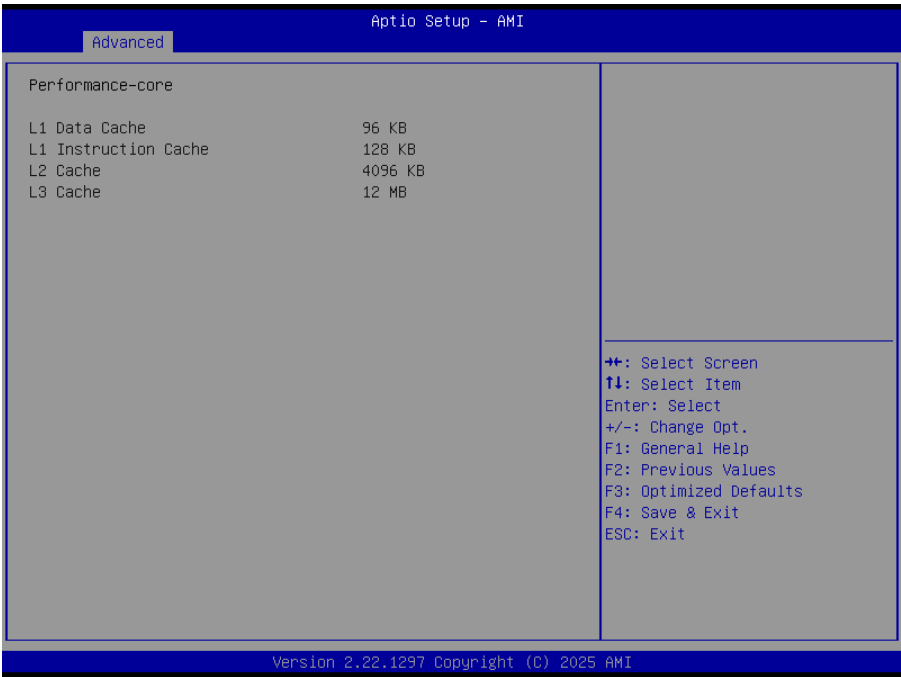 Aptio Setup - AMI
Advanced
Performance-core
L1 Data Cache 96 KB
L1 Instruction Cache 128 KB
L2 Cache 4096 KB
L3 Cache 12 MB
→←: Select Screen
↑↓: Select Item
Enter: Select
+/-: Change Opt.
F1: General Help
F2: Previous Values
F3: Optimized Defaults
F4: Save & Exit
ESC: Exit
Version 2.22.1297 Copyright (C) 2025 AMI